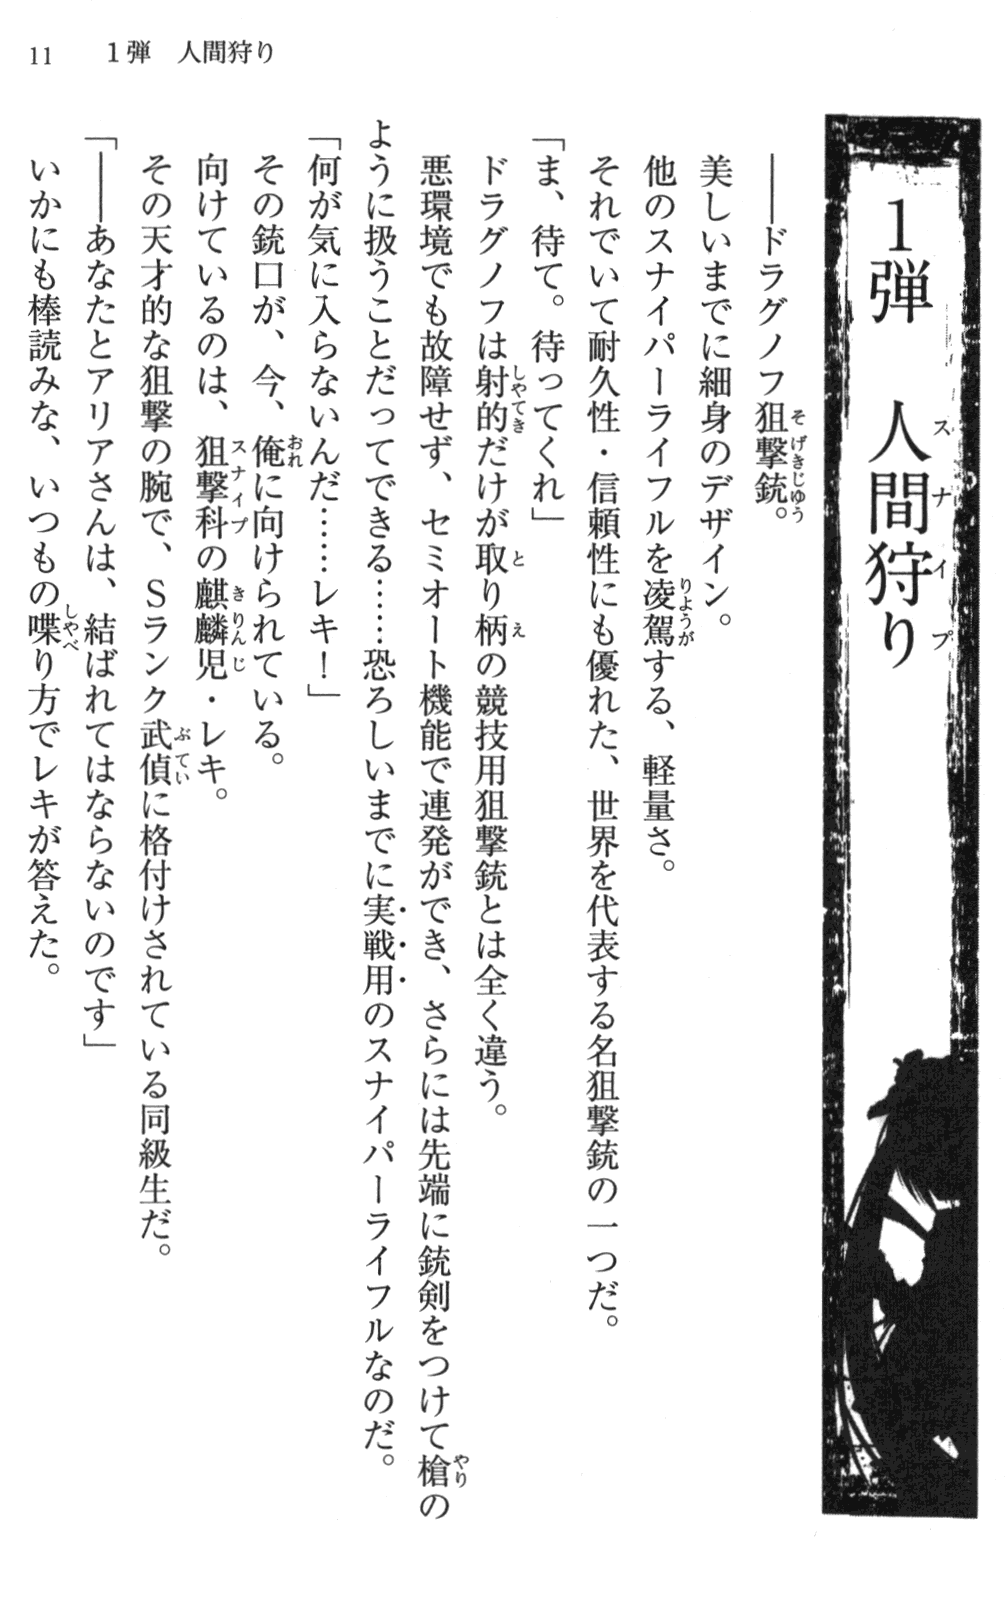 11　1弾　人間狩り
1弾　人間狩り
スナイプ
――ドラグノフ狙撃銃。
そげきじゆう
美しいまでに細身のデザイン。
他のスナイパーライフルを凌駕する、軽量さ。
りようが
それでいて耐久性・信頼性にも優れた、世界を代表する名狙撃銃の一つだ。
「ま、待て。待ってくれ」
ドラグノフは射的だけが取り柄の競技用狙撃銃とは全く違う。
しやてき　と　え
悪環境でも故障せず、セミオート機能で連発ができ、さらには先端に銃剣をつけて槍の
やり
ように扱うことだってできる……恐ろしいまでに実戦用のスナイパーライフルなのだ。
「何が気に入らないんだ……レキ！」
その銃口が、今、俺に向けられている。
おれ
向けているのは、狙撃科の麒麟児・レキ。
スナイプ　きりんじ
その天才的な狙撃の腕で、Sランク武偵に格付けされている同級生だ。
ぶてい
「――あなたとアリアさんは、結ばれてはならないのです」
いかにも棒読みな、いつもの喋り方でレキが答えた。
しやべ